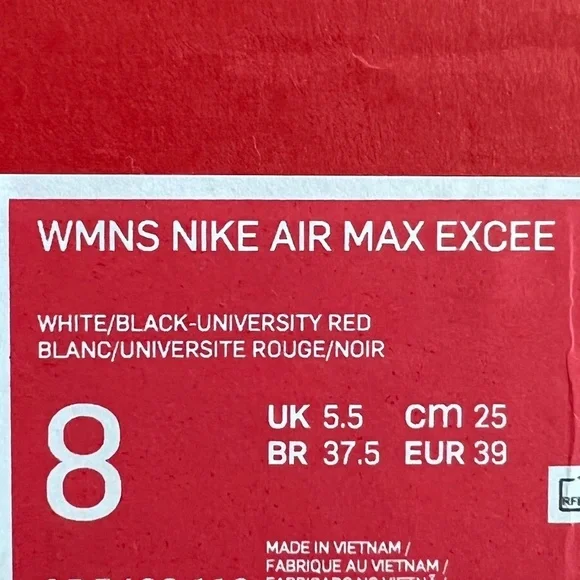 WMNS NIKE AIR MAX EXCEE
WHITE/BLACK-UNIVERSITY RED
BLANC/UNIVERSITE ROUGE/NOIR
8
UK 5.5 cm 25
BR 37.5 EUR 39
MADE IN VIETNAM /
FABRIQUE AU VIETNAM /